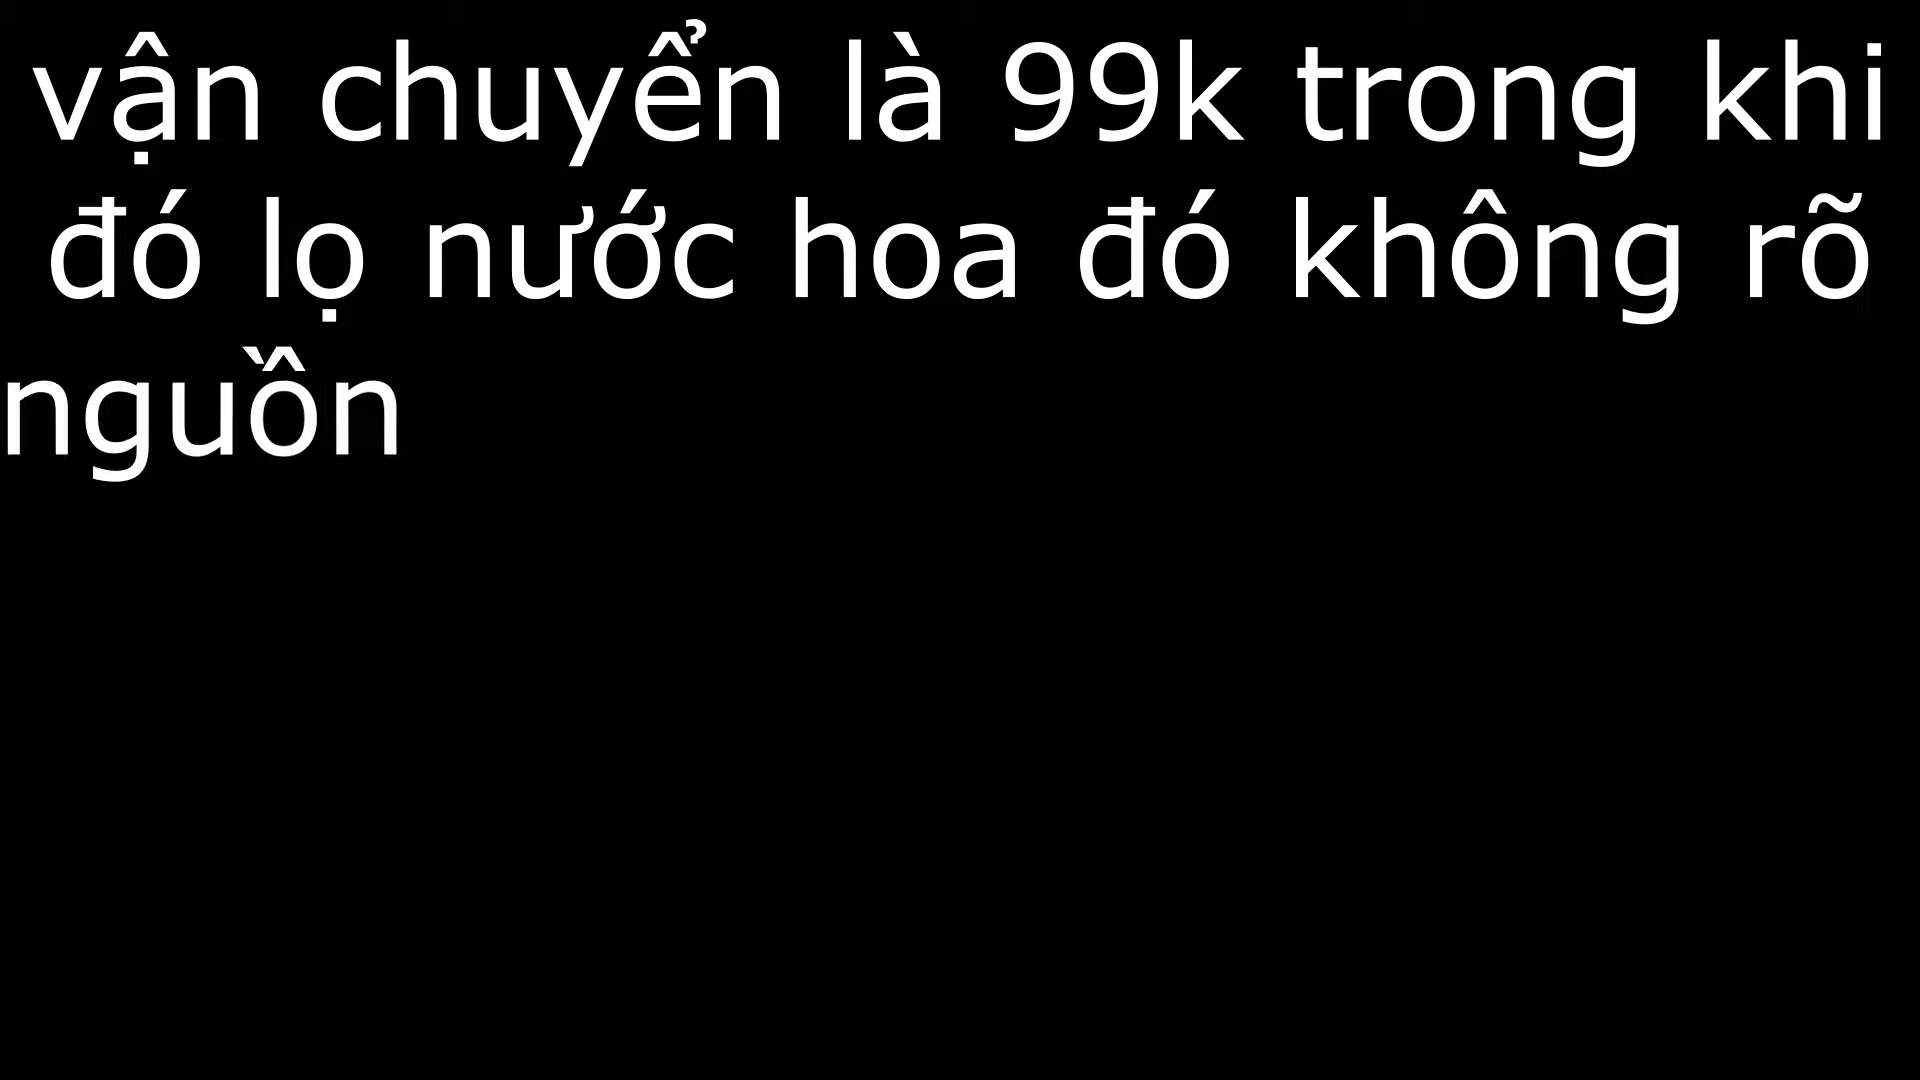 vận chuyển là 99k trong khi
đó lọ nước hoa đó không rõ
nguồn